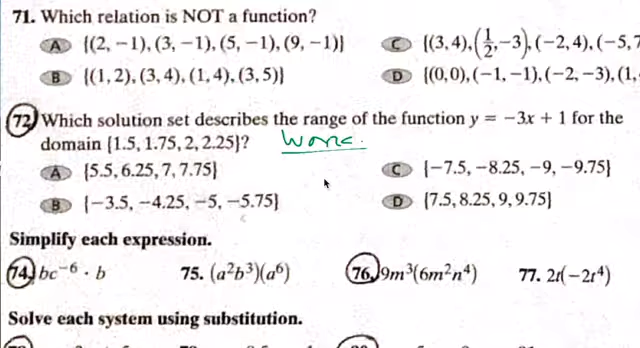 71. Which relation is NOT a function?
A {(2, −1), (3, −1), (5, −1), (9, −1)}
C {(3, 4), (1/2, −3), (−2, 4), (−5, 7
B {(1, 2), (3, 4), (1, 4), (3, 5)}
D {(0, 0), (−1, −1), (−2, −3), (1,
72. Which solution set describes the range of the function y = −3x + 1 for the
domain {1.5, 1.75, 2, 2.25}?
A {5.5, 6.25, 7, 7.75}
C {−7.5, −8.25, −9, −9.75}
B {−3.5, −4.25, −5, −5.75}
D {7.5, 8.25, 9, 9.75}
Simplify each expression.
74. bc⁻⁶ · b 75. (a²b³)(a⁶) 76. 9m³(6m²n⁴) 77. 2t(−2t⁴)
Solve each system using substitution.